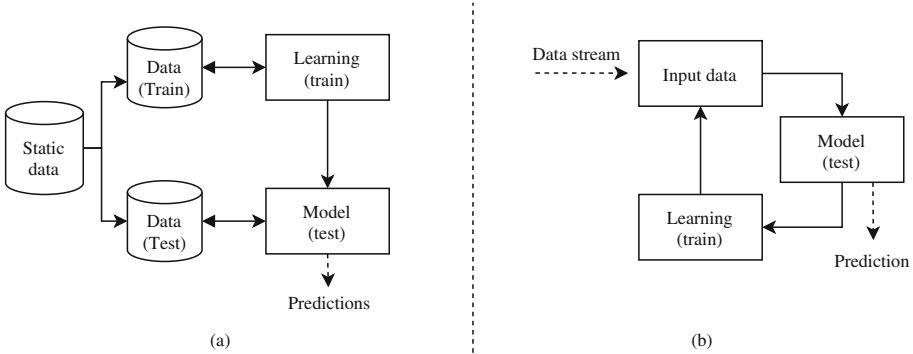 Static
data
Data
(Train)
Learning
(train)
Data
(Test)
Model
(test)
Predictions
(a)
Data stream
Input data
Model
(test)
Learning
(train)
Prediction
(b)